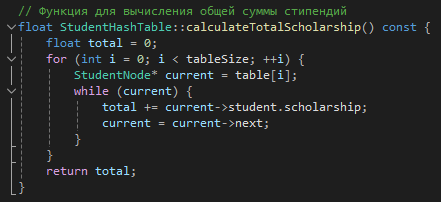 // Функция для вычисления общей суммы стипендий
float StudentHashTable::calculateTotalScholarship() const {
    float total = 0;
    for (int i = 0; i < tableSize; ++i) {
        StudentNode* current = table[i];
        while (current) {
            total += current->student.scholarship;
            current = current->next;
        }
    }
    return total;
}